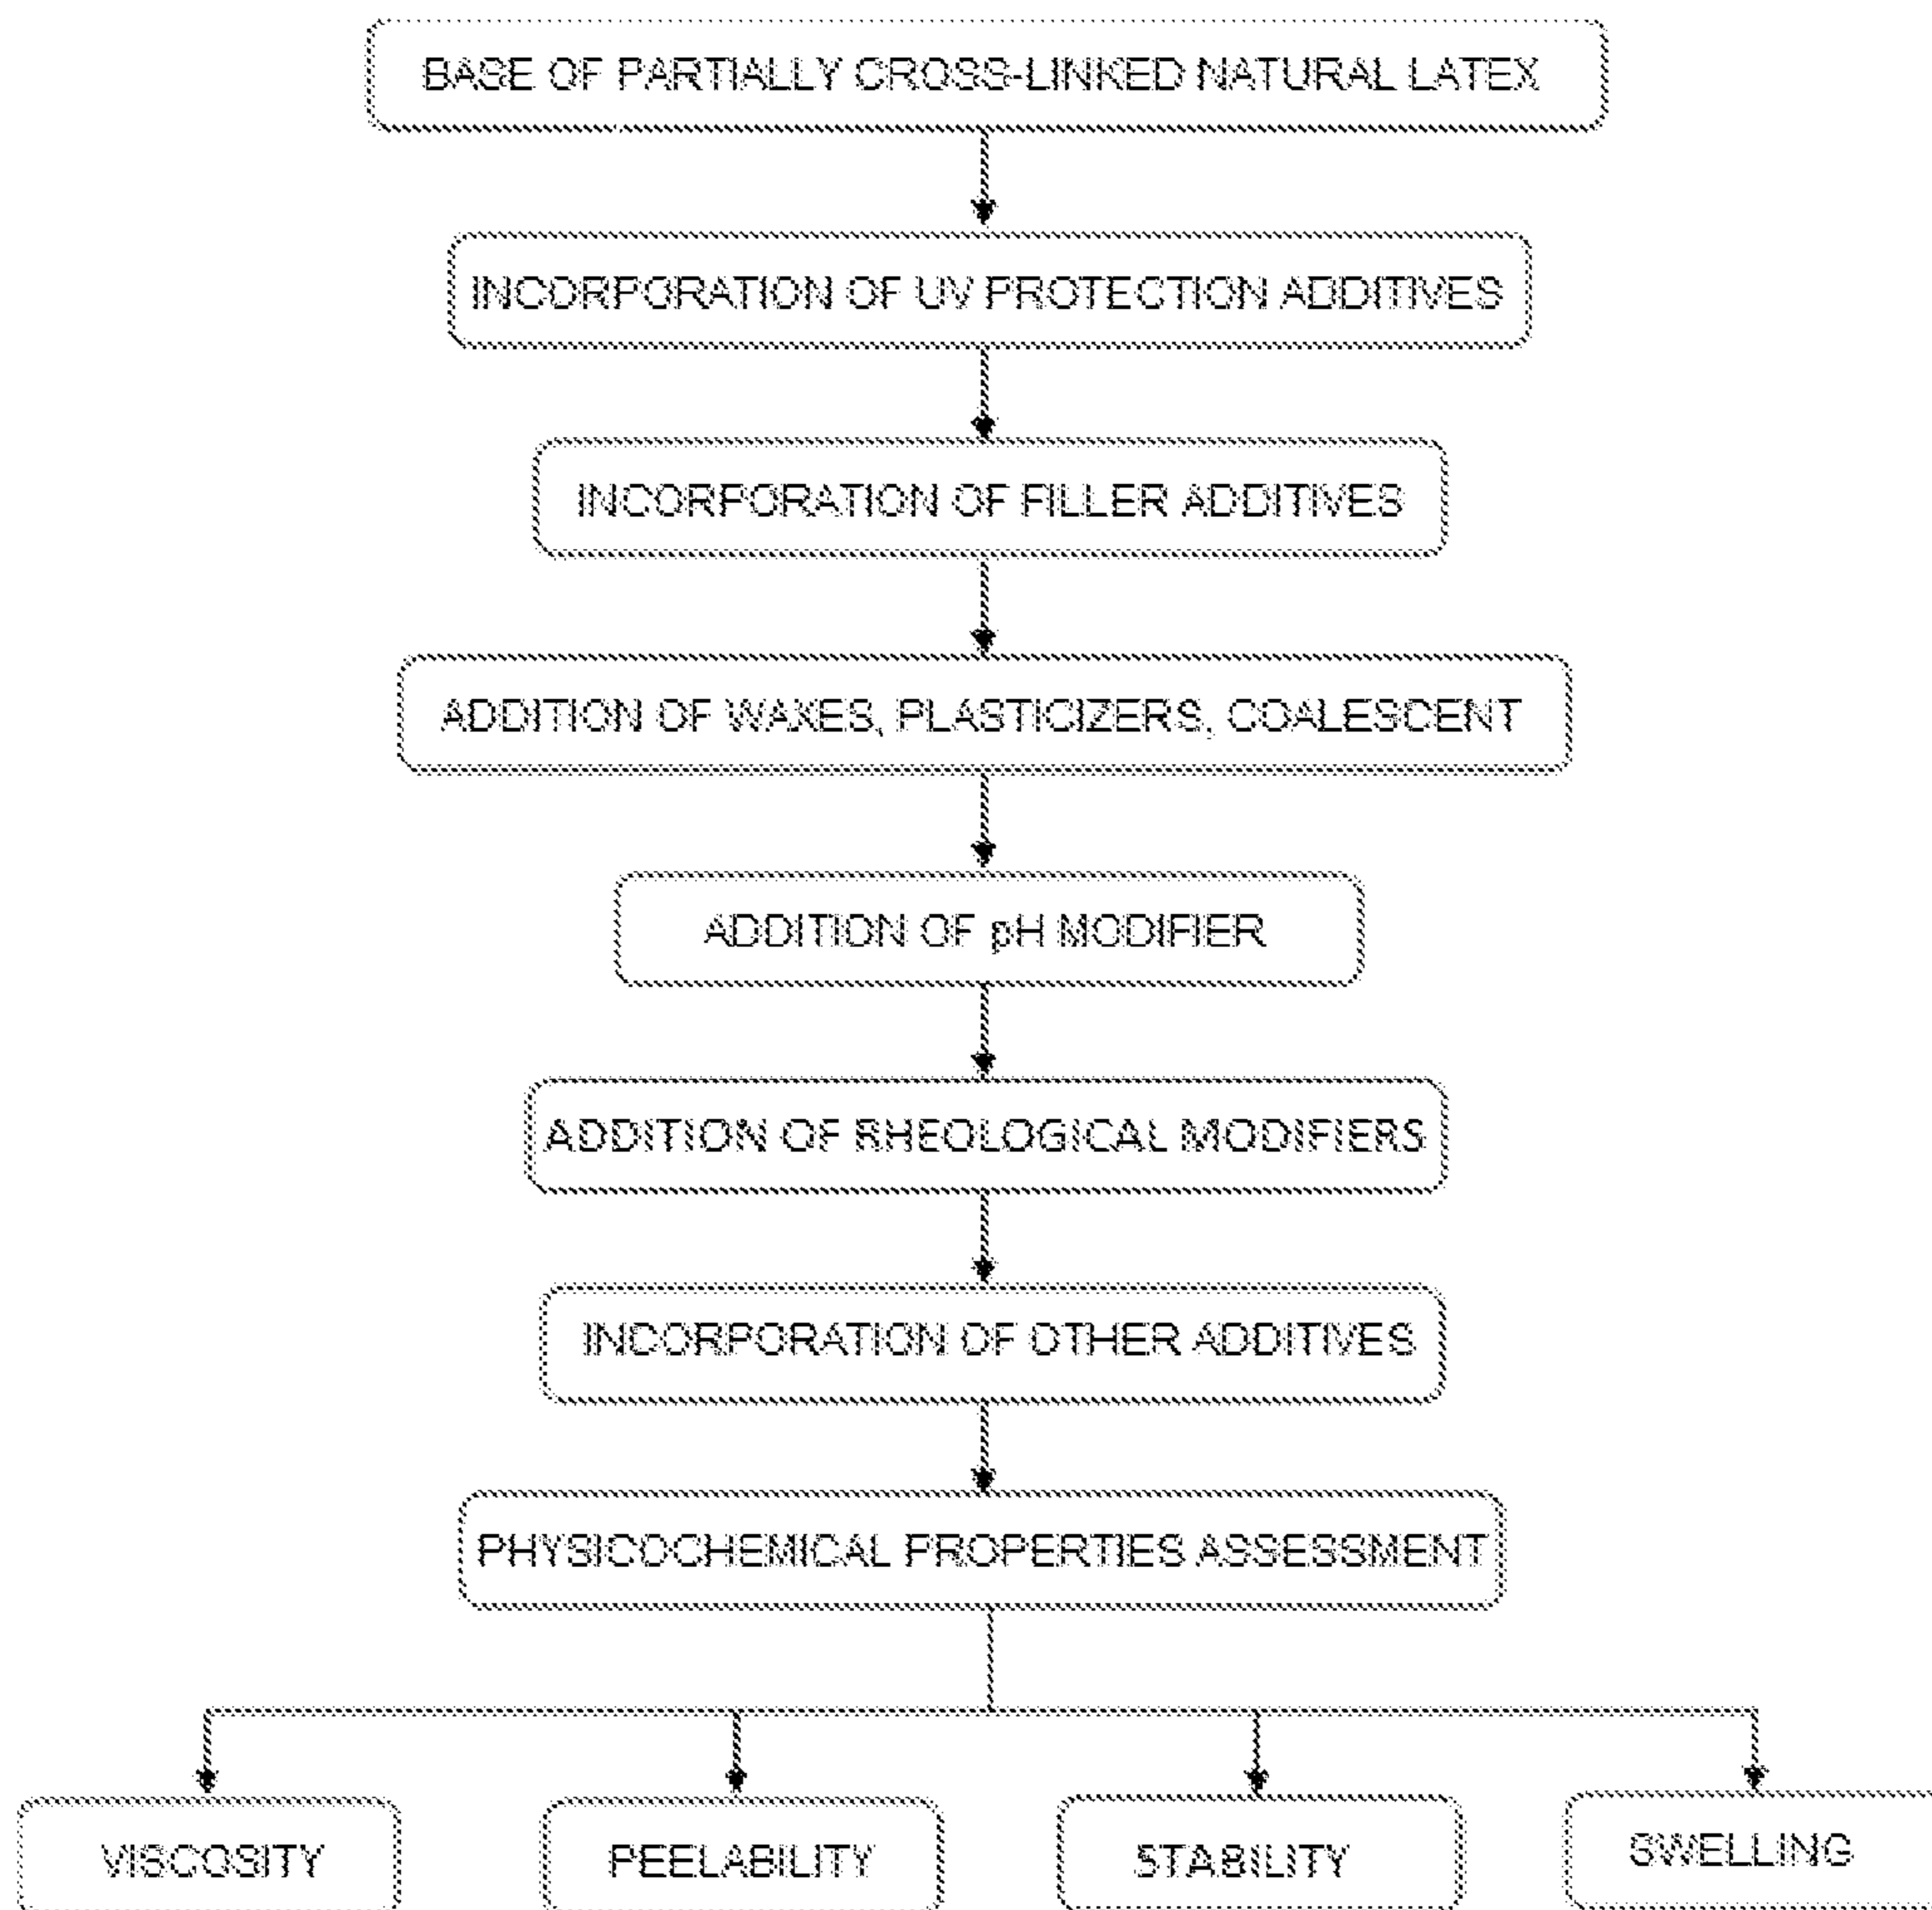 BASE OF PARTIALLY CROSS-LINKED NATURAL LATEX
INCORPORATION OF UV PROTECTION ADDITIVES
INCORPORATION OF FILLER ADDITIVES
ADDITION OF WAXES, PLASTICIZERS, COALESCENT
ADDITION OF pH MODIFIER
ADDITION OF RHEOLOGICAL MODIFIERS
INCORPORATION OF OTHER ADDITIVES
PHYSICOCHEMICAL PROPERTIES ASSESSMENT
VISCOSITY
PEELABILITY
STABILITY
SWELLING